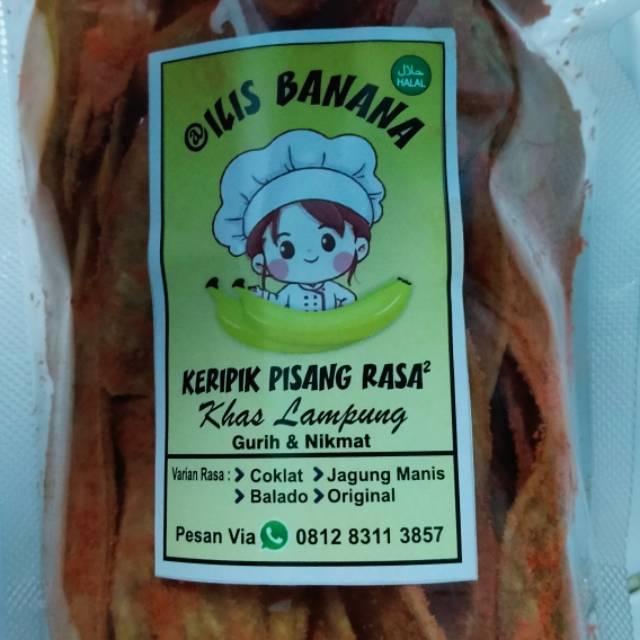 حلال
HALAL
@ILIS BANANA
KERIPIK PISANG RASA²
Khas Lampung
Gurih & Nikmat
Varian Rasa : > Coklat > Jagung Manis
> Balado > Original
Pesan Via 0812 8311 3857